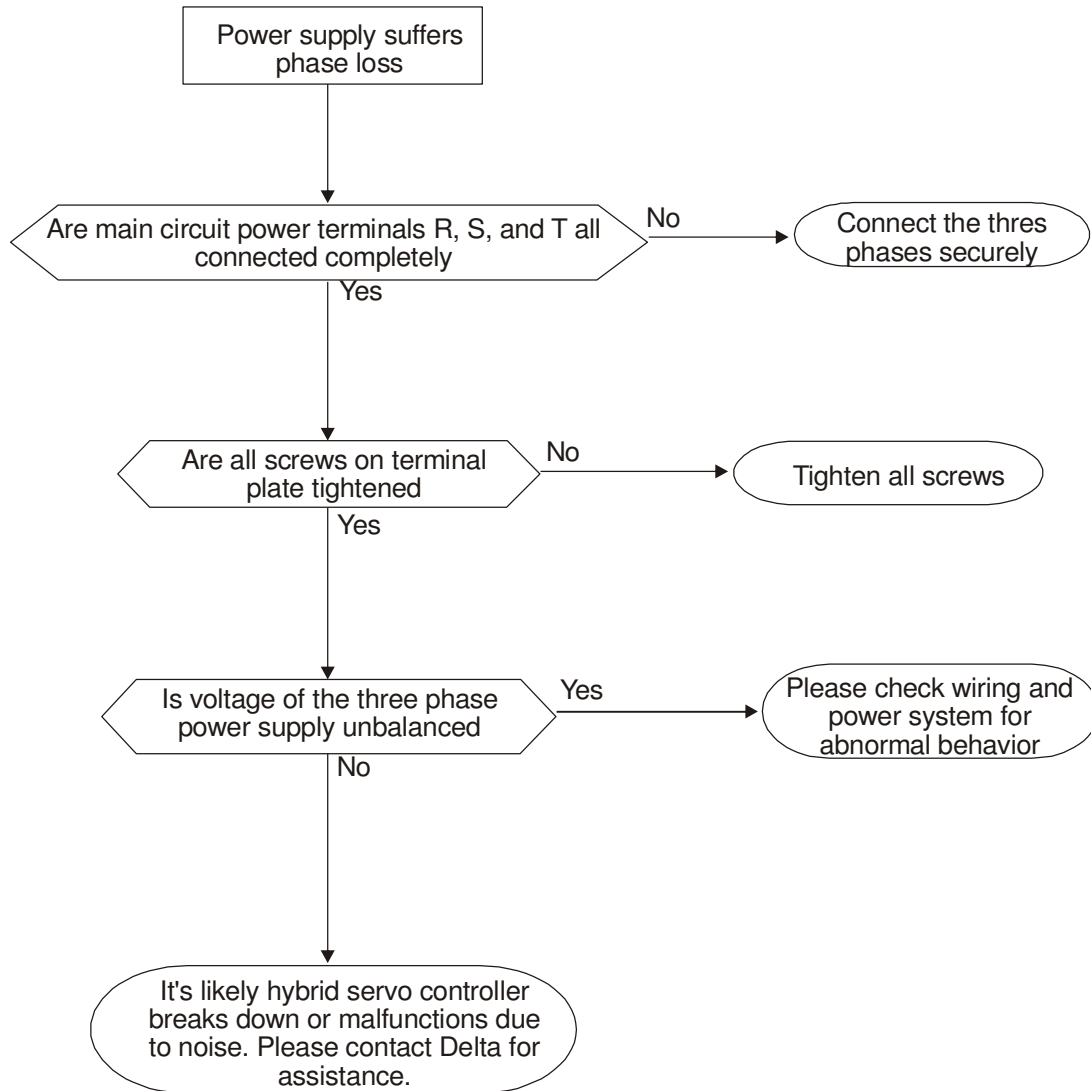 Power supply suffers
phase loss
Are main circuit power terminals R, S, and T all
connected completely
No
Connect the thres
phases securely
Yes
Are all screws on terminal
plate tightened
No
Tighten all screws
Yes
Is voltage of the three phase
power supply unbalanced
Yes
Please check wiring and
power system for
abnormal behavior
No
It's likely hybrid servo controller
breaks down or malfunctions due
to noise. Please contact Delta for
assistance.